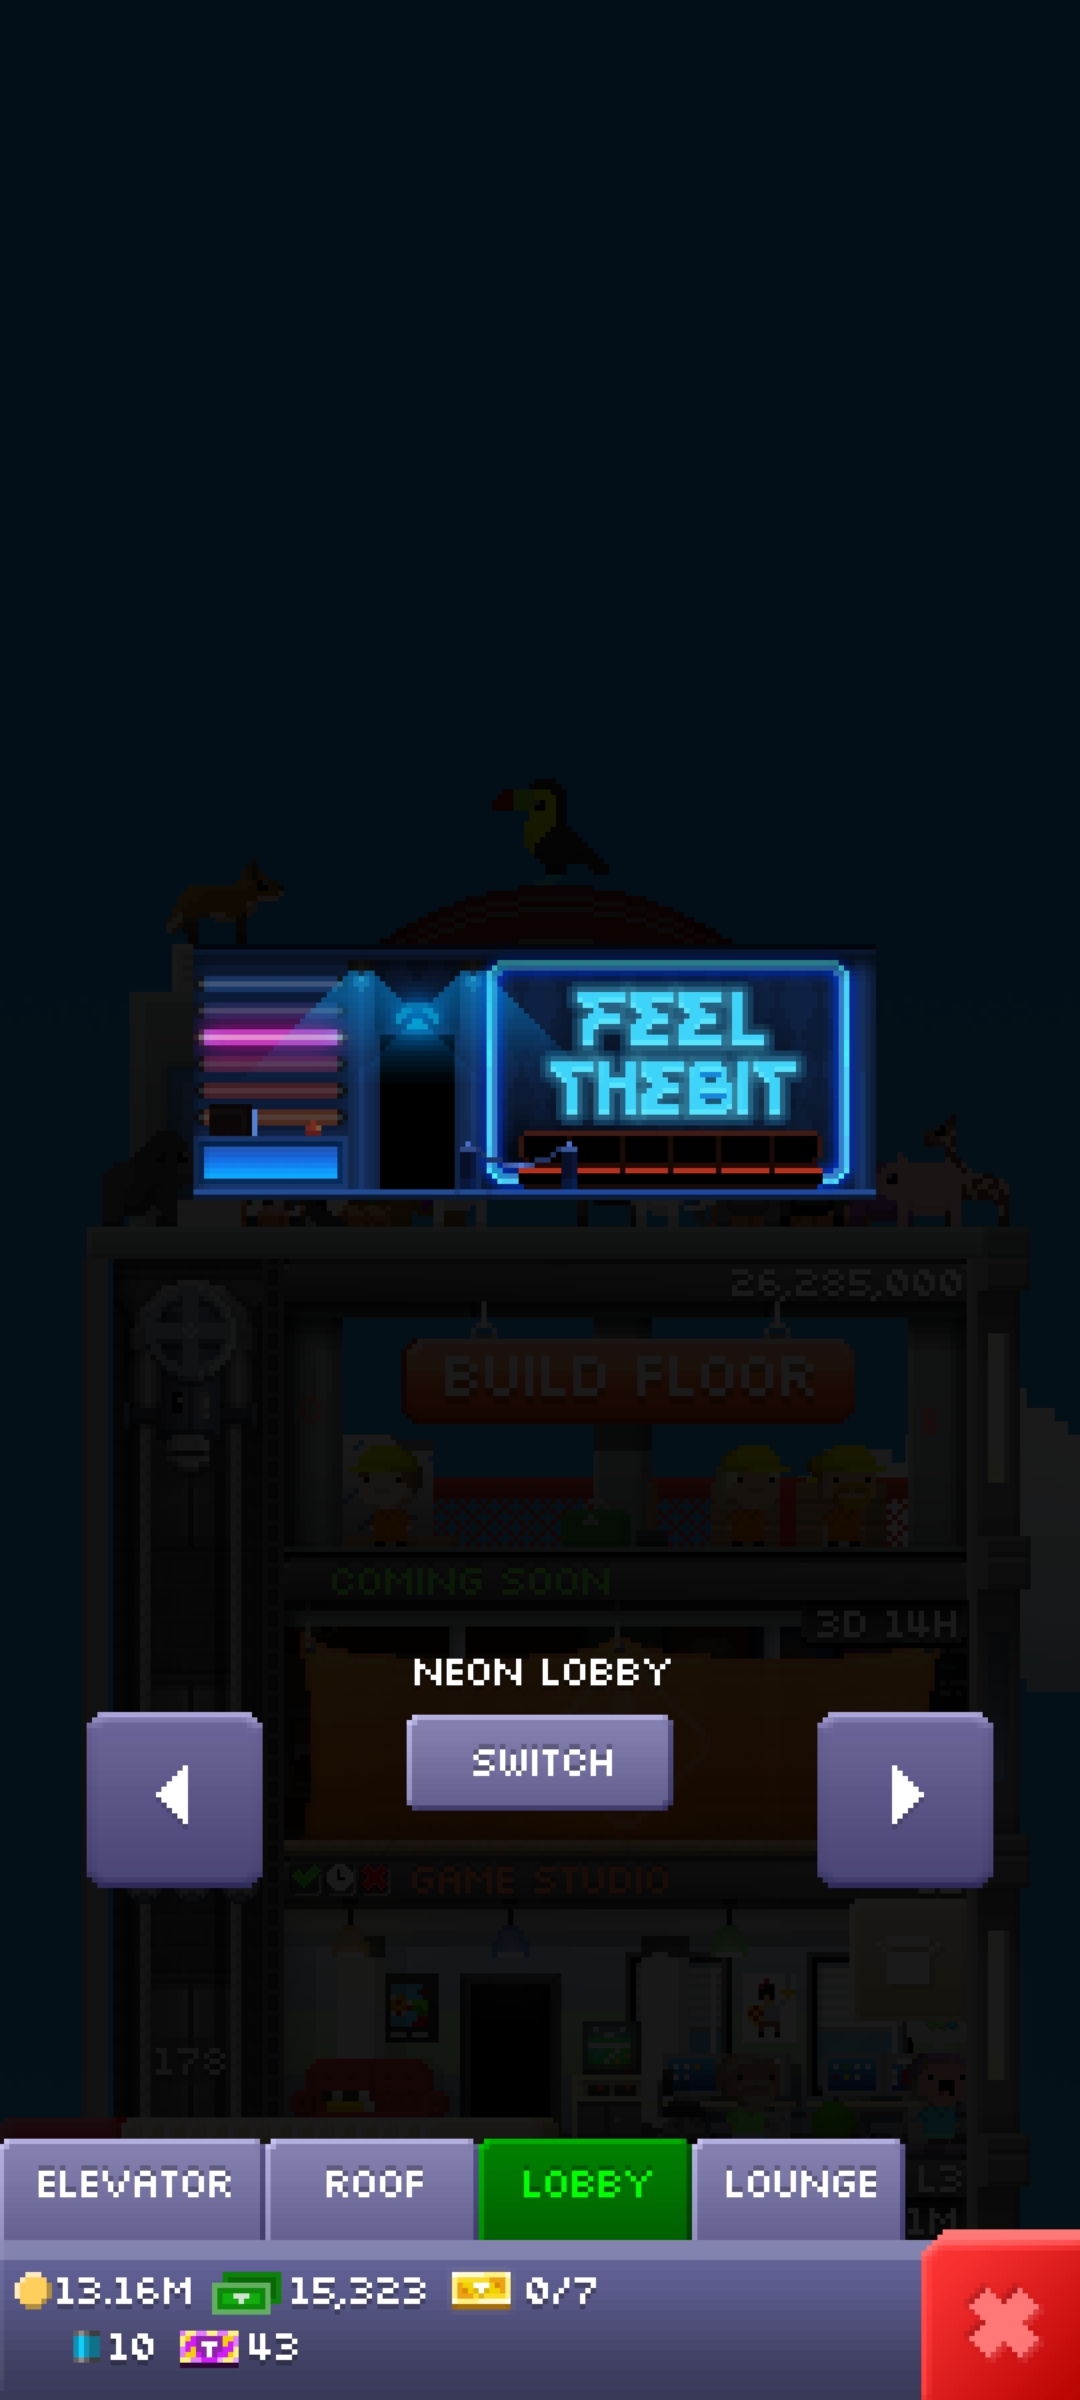 FEEL
THEBIT
26,285,000
BUILD FLOOR
COMING SOON
3D 14H
NEON LOBBY
SWITCH
GAME STUDIO
178
ELEVATOR ROOF LOBBY LOUNGE
L3
1M
13.16M 15,323 0/7
10 43